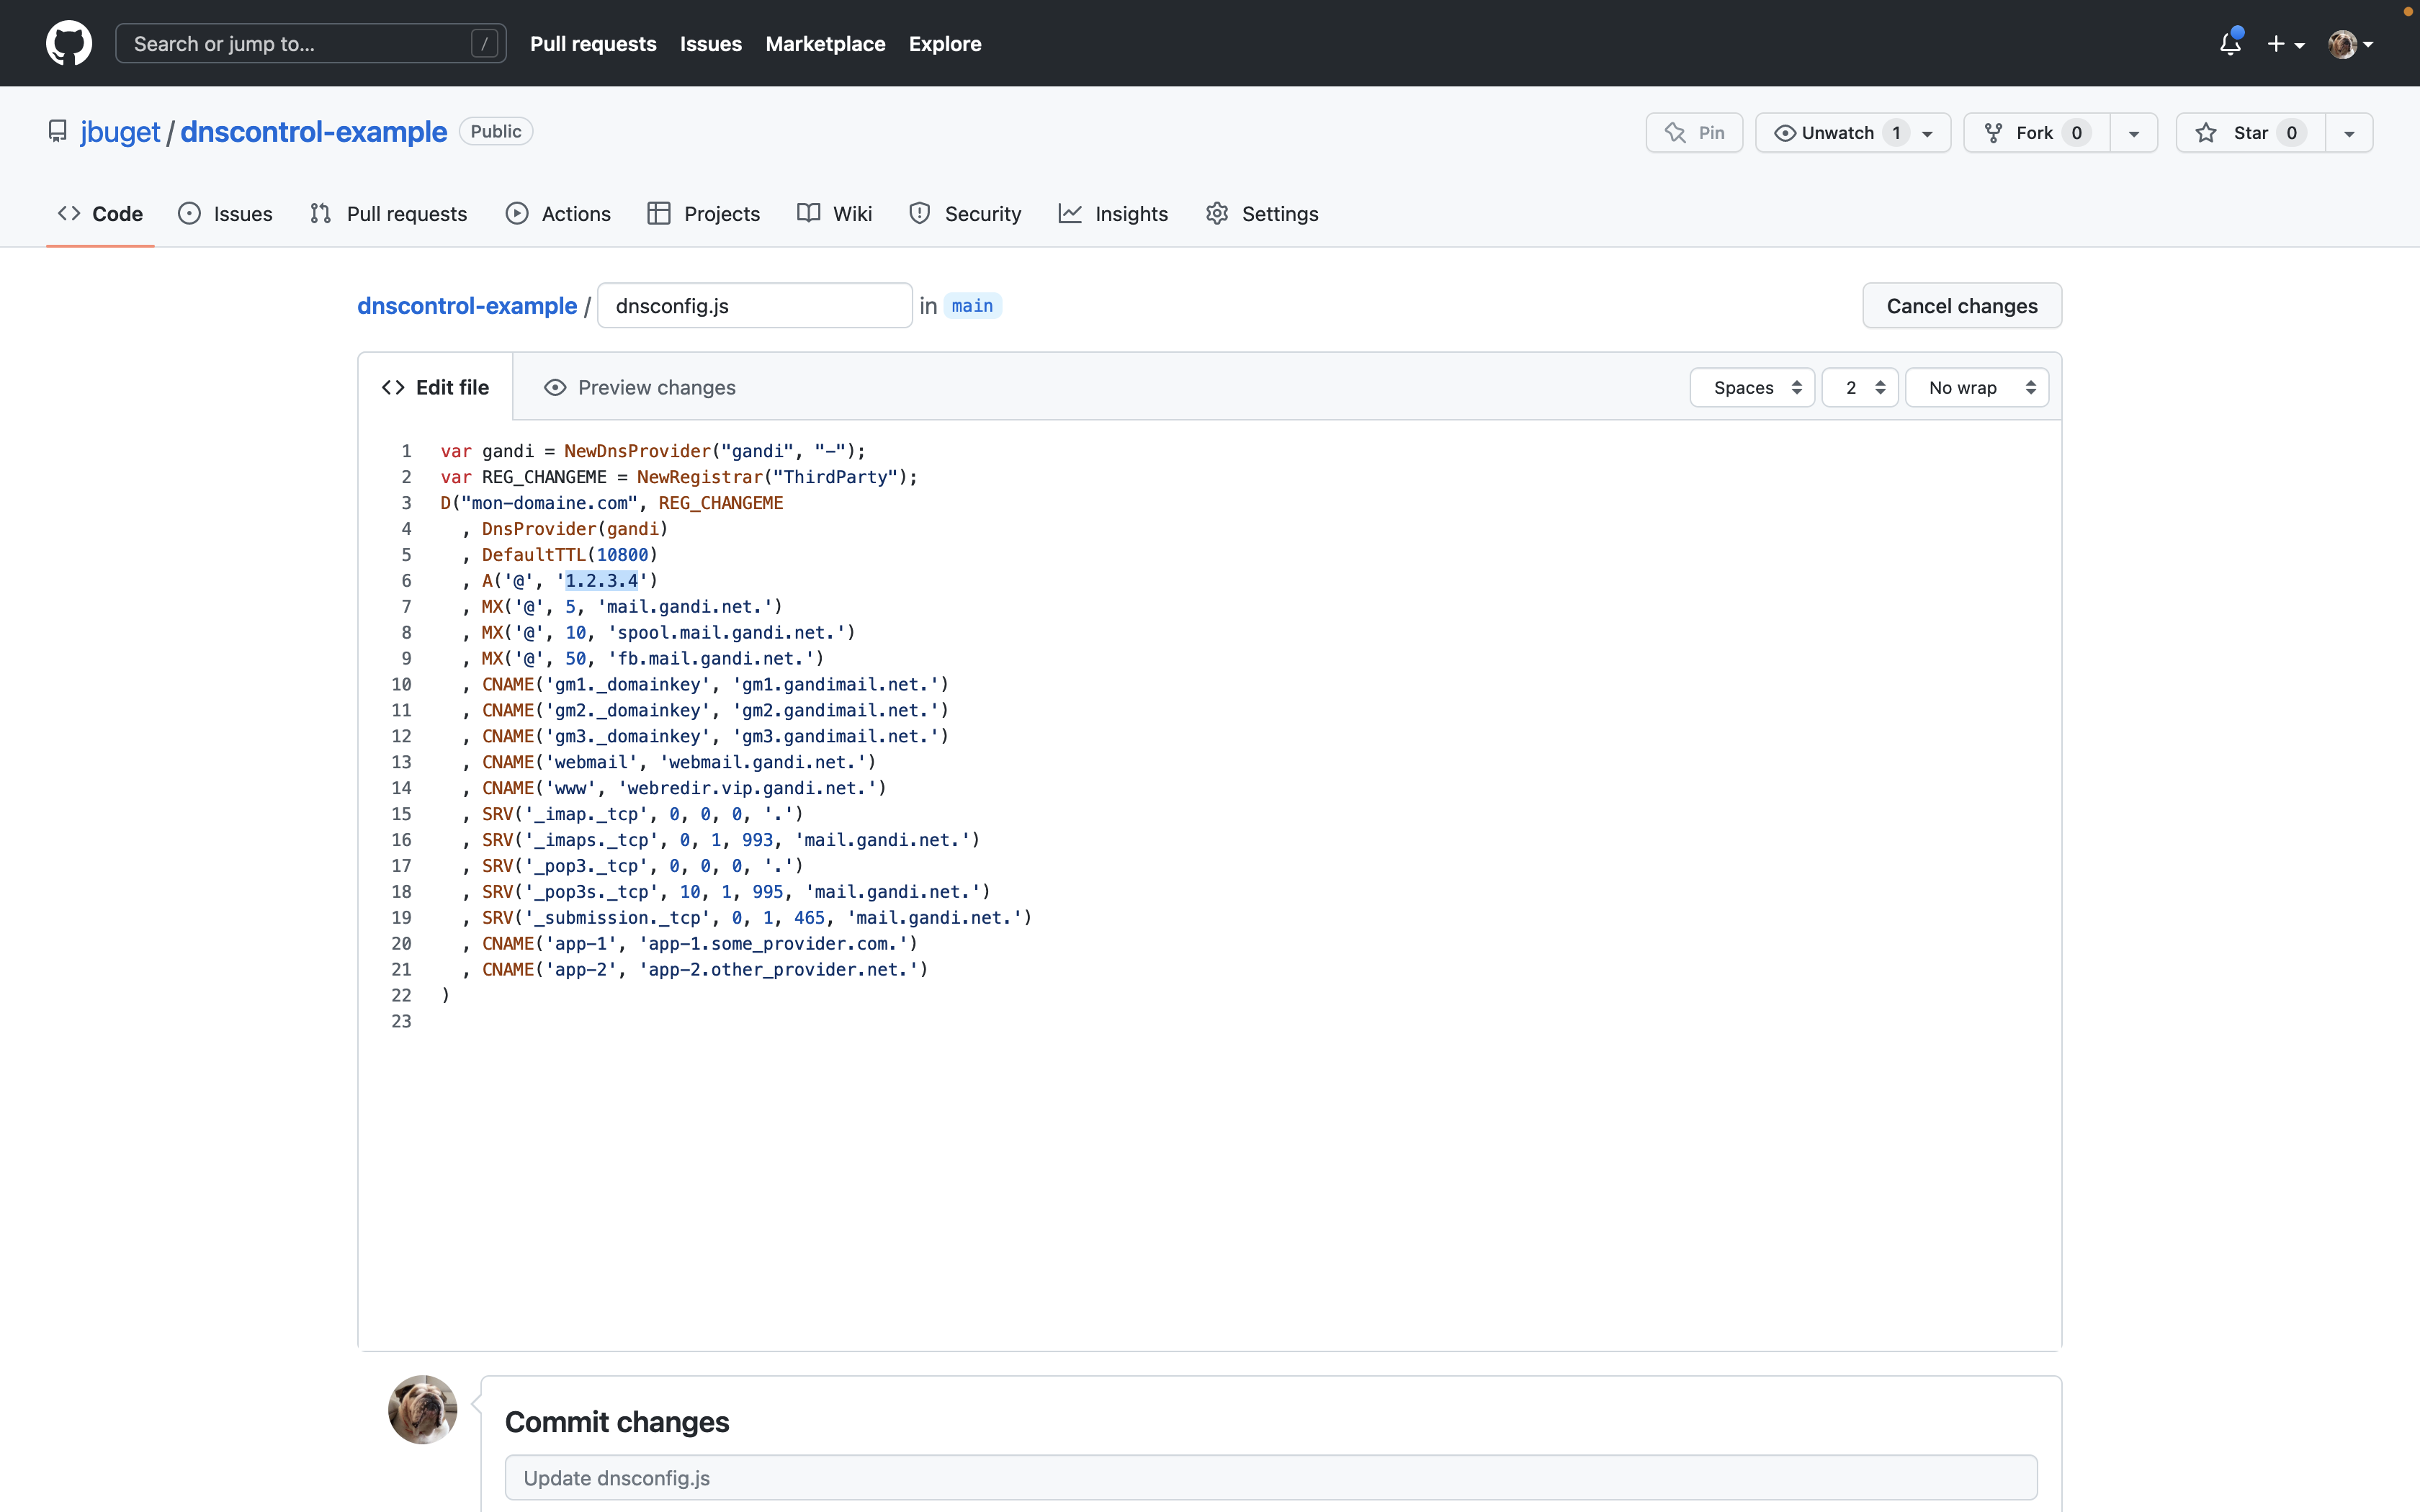 Search or jump to... / Pull requests Issues Marketplace Explore
jbuget / dnscontrol-example Public Pin Unwatch 1 Fork 0 Star 0
Code Issues Pull requests Actions Projects Wiki Security Insights Settings
dnscontrol-example / dnsconfig.js in main Cancel changes
Edit file Preview changes Spaces 2 No wrap
1 var gandi = NewDnsProvider("gandi", "-");
2 var REG_CHANGEME = NewRegistrar("ThirdParty");
3 D("mon-domaine.com", REG_CHANGEME
4 , DnsProvider(gandi)
5 , DefaultTTL(10800)
6 , A('@', '1.2.3.4')
7 , MX('@', 5, 'mail.gandi.net.')
8 , MX('@', 10, 'spool.mail.gandi.net.')
9 , MX('@', 50, 'fb.mail.gandi.net.')
10 , CNAME('gm1._domainkey', 'gm1.gandimail.net.')
11 , CNAME('gm2._domainkey', 'gm2.gandimail.net.')
12 , CNAME('gm3._domainkey', 'gm3.gandimail.net.')
13 , CNAME('webmail', 'webmail.gandi.net.')
14 , CNAME('www', 'webredir.vip.gandi.net.')
15 , SRV('_imap._tcp', 0, 0, 0, '.')
16 , SRV('_imaps._tcp', 0, 1, 993, 'mail.gandi.net.')
17 , SRV('_pop3._tcp', 0, 0, 0, '.')
18 , SRV('_pop3s._tcp', 10, 1, 995, 'mail.gandi.net.')
19 , SRV('_submission._tcp', 0, 1, 465, 'mail.gandi.net.')
20 , CNAME('app-1', 'app-1.some_provider.com.')
21 , CNAME('app-2', 'app-2.other_provider.net.')
22 )
23
Commit changes
Update dnsconfig.js